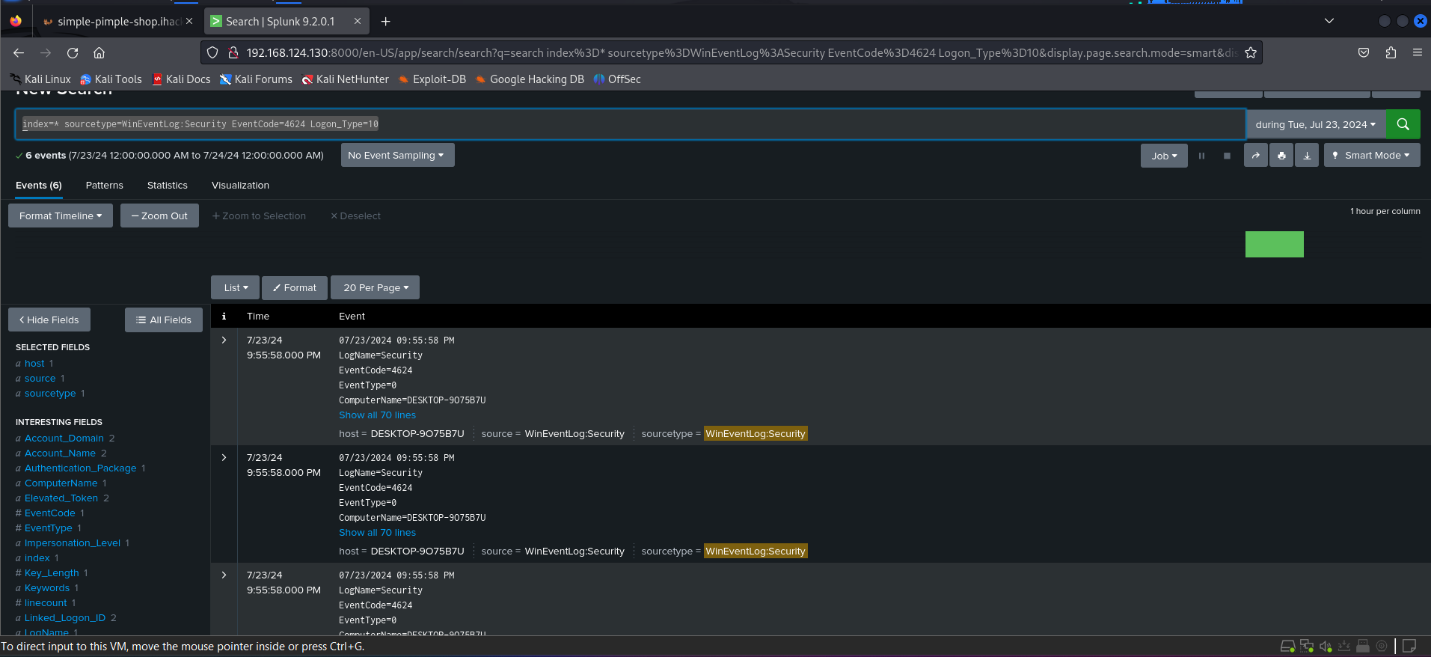 simple-pimple-shop.ihac
Search | Splunk 9.2.0.1
192.168.124.130:8000/en-US/app/search/search?q=search index%3D* sourcetype%3DWinEventLog%3ASecurity EventCode%3D4624 Logon_Type%3D10&display.page.search.mode=smart&dis
Kali Linux Kali Tools Kali Docs Kali Forums Kali NetHunter Exploit-DB Google Hacking DB OffSec
New Search
index=* sourcetype=WinEventLog:Security EventCode=4624 Logon_Type=10
during Tue, Jul 23, 2024
6 events (7/23/24 12:00:00.000 AM to 7/24/24 12:00:00.000 AM)
No Event Sampling
Job
Smart Mode
Events (6) Patterns Statistics Visualization
Format Timeline
— Zoom Out
+ Zoom to Selection
× Deselect
1 hour per column
List
Format
20 Per Page
< Hide Fields
All Fields
i Time Event
SELECTED FIELDS
a host 1
a source 1
a sourcetype 1
INTERESTING FIELDS
a Account_Domain 2
a Account_Name 2
a Authentication_Package 1
a ComputerName 1
a Elevated_Token 2
# EventCode 1
# EventType 1
a Impersonation_Level 1
a index 1
# Key_Length 1
a Keywords 1
# linecount 1
a Linked_Logon_ID 2
a LogName 1
7/23/24
9:55:58.000 PM
07/23/2024 09:55:58 PM
LogName=Security
EventCode=4624
EventType=0
ComputerName=DESKTOP-9O75B7U
Show all 70 lines
host = DESKTOP-9O75B7U source = WinEventLog:Security sourcetype = WinEventLog:Security
7/23/24
9:55:58.000 PM
07/23/2024 09:55:58 PM
LogName=Security
EventCode=4624
EventType=0
ComputerName=DESKTOP-9O75B7U
Show all 70 lines
host = DESKTOP-9O75B7U source = WinEventLog:Security sourcetype = WinEventLog:Security
7/23/24
9:55:58.000 PM
07/23/2024 09:55:58 PM
LogName=Security
EventCode=4624
EventType=0
ComputerName=DESKTOP-9O75B7U
To direct input to this VM, move the mouse pointer inside or press Ctrl+G.